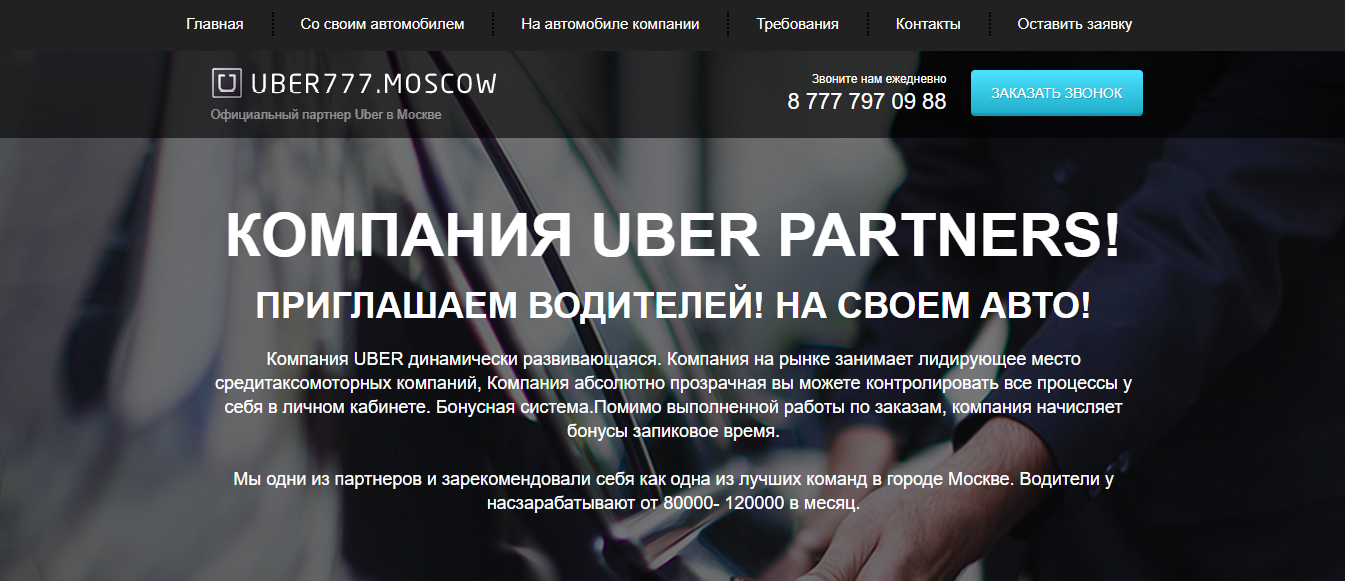 Главная Со своим автомобилем На автомобиле компании Требования Контакты Оставить заявку
UBER777.MOSCOW
Официальный партнер Uber в Москве
Звоните нам ежедневно
8 777 797 09 88
ЗАКАЗАТЬ ЗВОНОК
КОМПАНИЯ UBER PARTNERS!
ПРИГЛАШАЕМ ВОДИТЕЛЕЙ! НА СВОЕМ АВТО!
Компания UBER динамически развивающаяся. Компания на рынке занимает лидирующее место
средитаксомоторных компаний, Компания абсолютно прозрачная вы можете контролировать все процессы у
себя в личном кабинете. Бонусная система.Помимо выполненной работы по заказам, компания начисляет
бонусы запиковое время.
Мы одни из партнеров и зарекомендовали себя как одна из лучших команд в городе Москве. Водители у
насзарабатывают от 80000- 120000 в месяц.